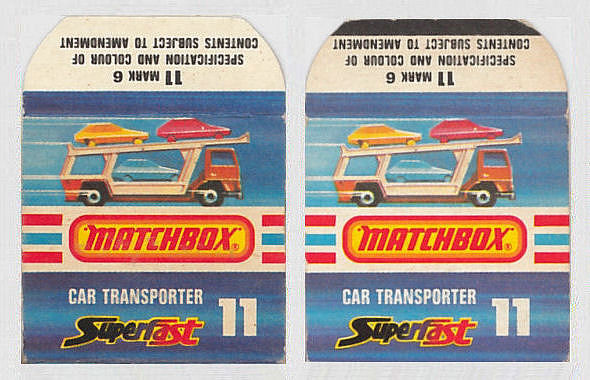 11 MARK 6
SPECIFICATION AND COLOUR OF
CONTENTS SUBJECT TO AMENDMENT
MATCHBOX®
CAR TRANSPORTER
11
Superfast
11 MARK 6
SPECIFICATION AND COLOUR OF
CONTENTS SUBJECT TO AMENDMENT
MATCHBOX®
CAR TRANSPORTER
11
Superfast